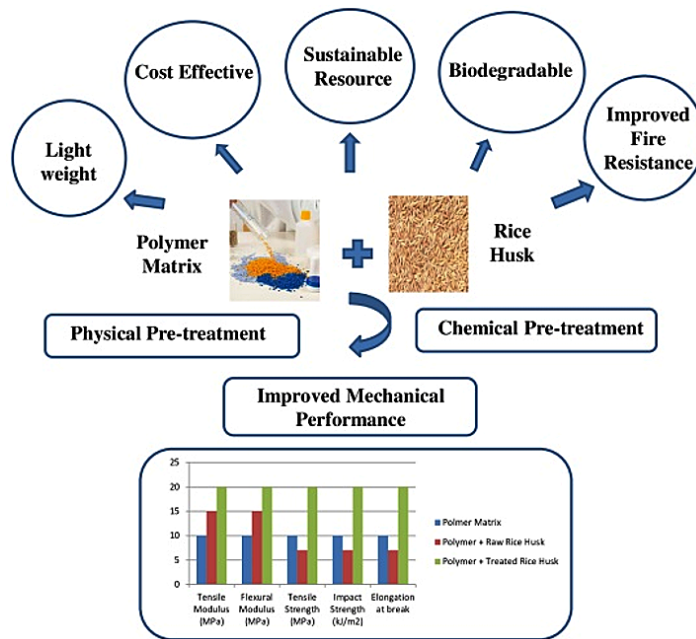 Cost Effective
Sustainable
Resource
Biodegradable
Light
weight
Improved
Fire
Resistance
Polymer
Matrix
Rice
Husk
Physical Pre-treatment
Chemical Pre-treatment
Improved Mechanical
Performance
25
20
15
10
5
0
Tensile
Modulus
(MPa)
Flexural
Modulus
(MPa)
Tensile
Strength
(MPa)
Impact
Strength
(kJ/m2)
Elongation
at break
Polmer Matrix
Polymer + Raw Rice Husk
Polymer + Treated Rice Husk